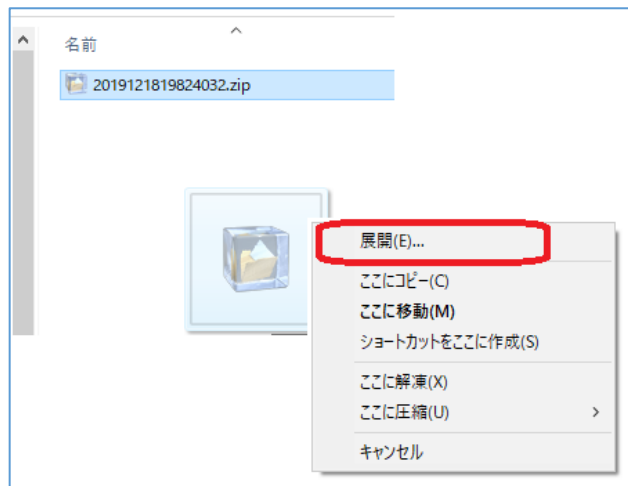 名前
2019121819824032.zip
展開(E)...
ここにコピー(C)
ここに移動(M)
ショートカットをここに作成(S)
ここに解凍(X)
ここに圧縮(U)
キャンセル